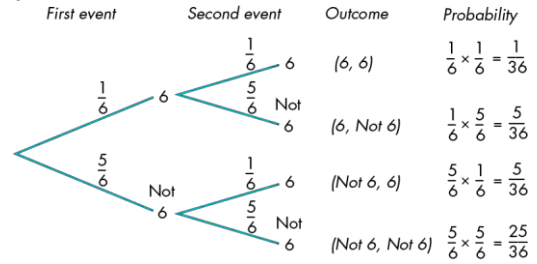 First event Second event Outcome Probability
1/6 6 (6, 6) 1/6 × 1/6 = 1/36
1/6 6 5/6 Not
6 (6, Not 6) 1/6 × 5/6 = 5/36
5/6 Not 1/6 6 (Not 6, 6) 5/6 × 1/6 = 5/36
6 5/6 Not
6 (Not 6, Not 6) 5/6 × 5/6 = 25/36